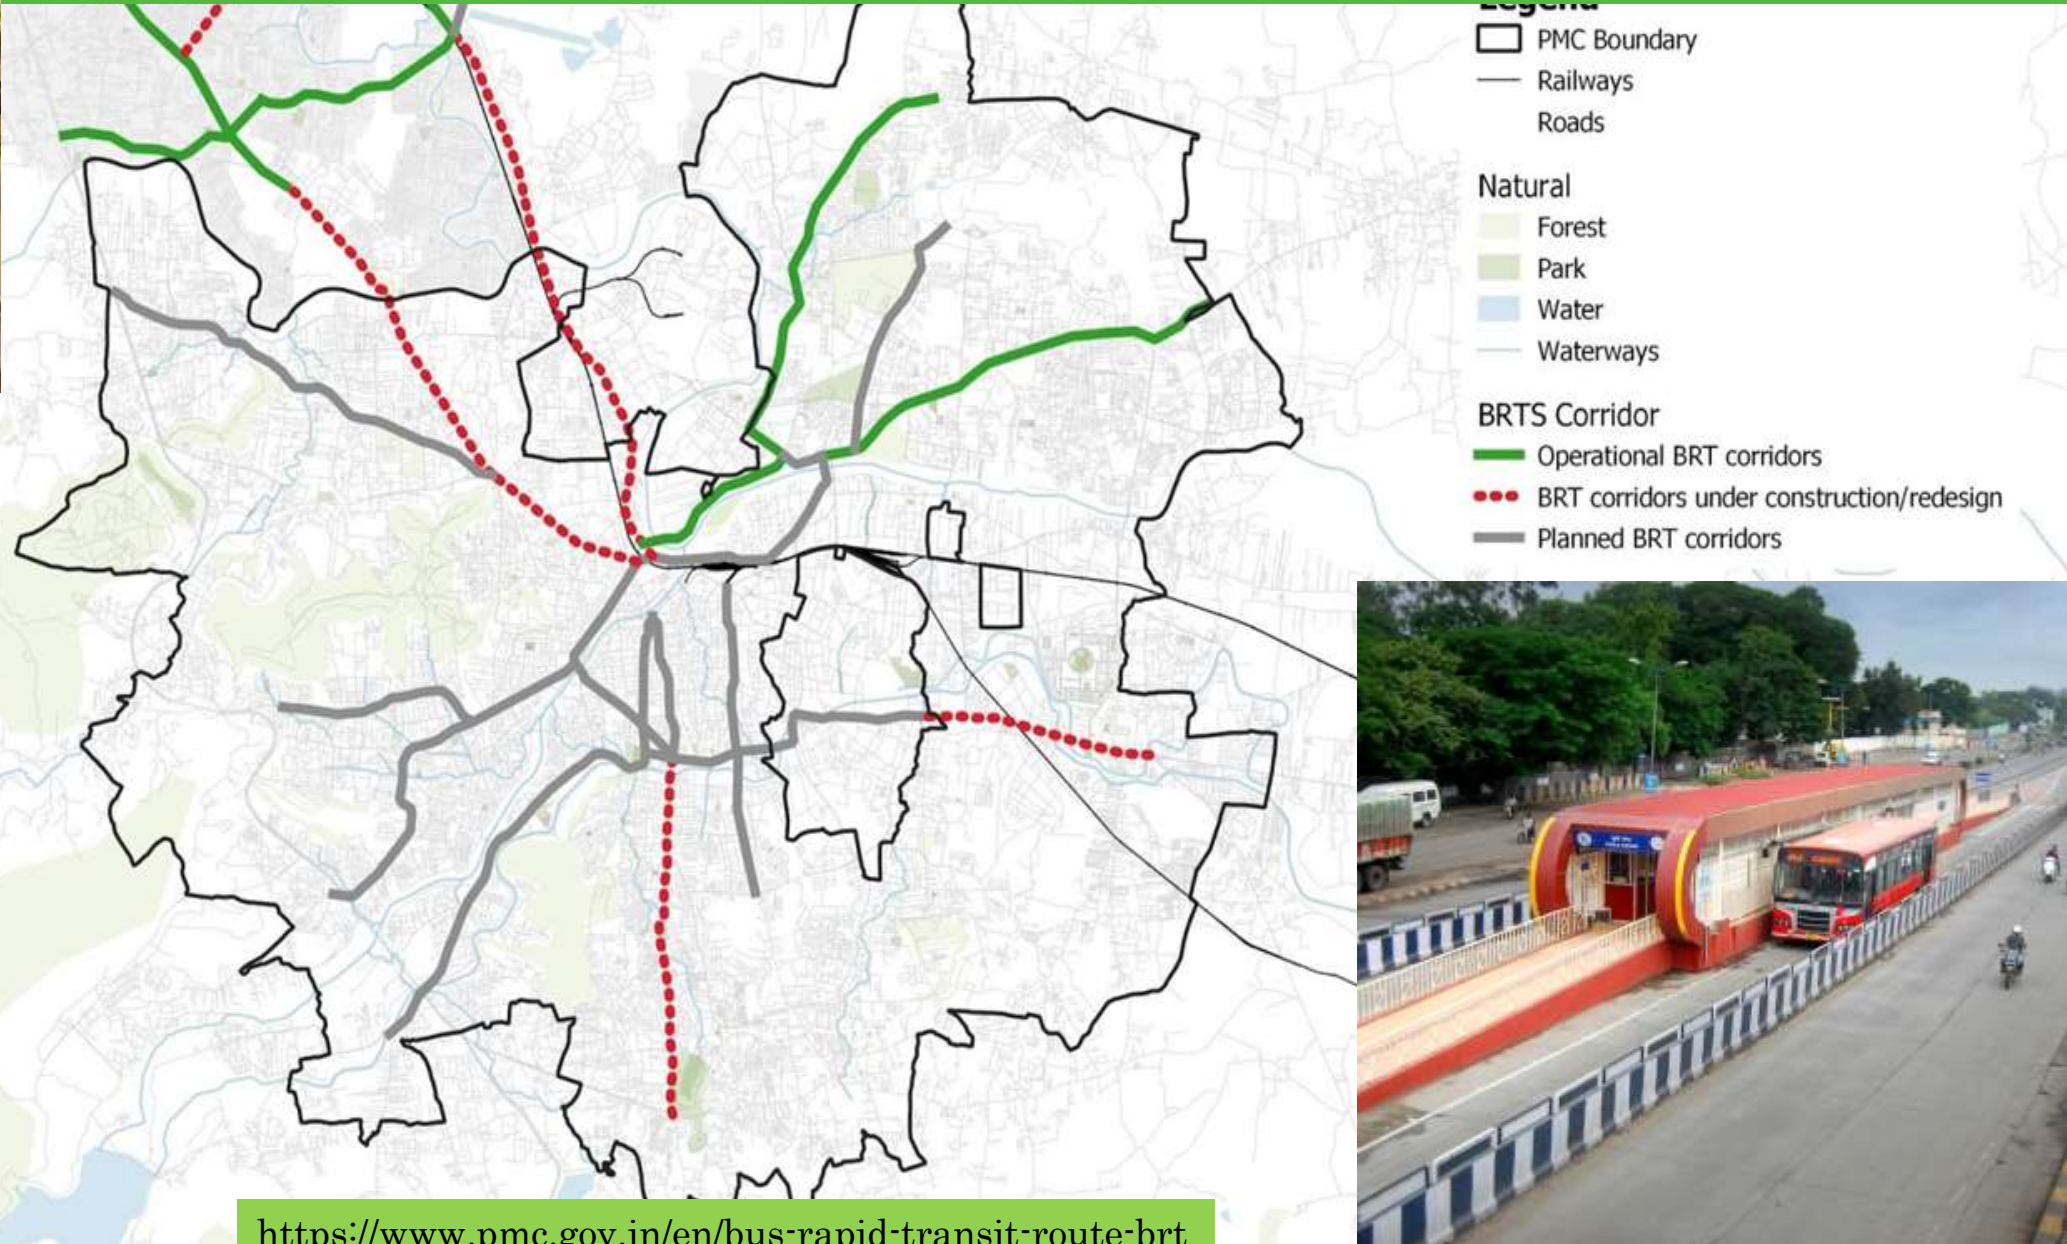 Legend
PMC Boundary
Railways
Roads
Natural
Forest
Park
Water
Waterways
BRTS Corridor
Operational BRT corridors
BRT corridors under construction/redesign
Planned BRT corridors
https://www.pmc.gov.in/en/bus-rapid-transit-route-brt